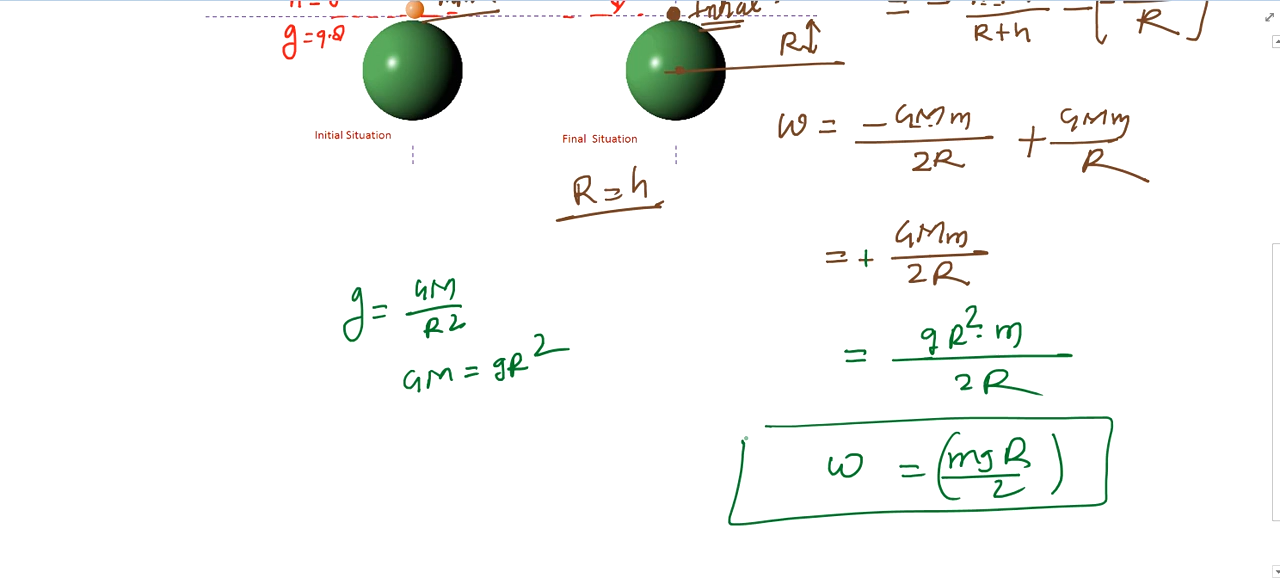 g = 9.8
Initial
R
R+h
R
Initial Situation
Final Situation
R = h
W = -GMm/2R + GMm/R
= + GMm/2R
g = GM/R2
GM = gR²
= gR²·m/2R
W = (mgR/2)